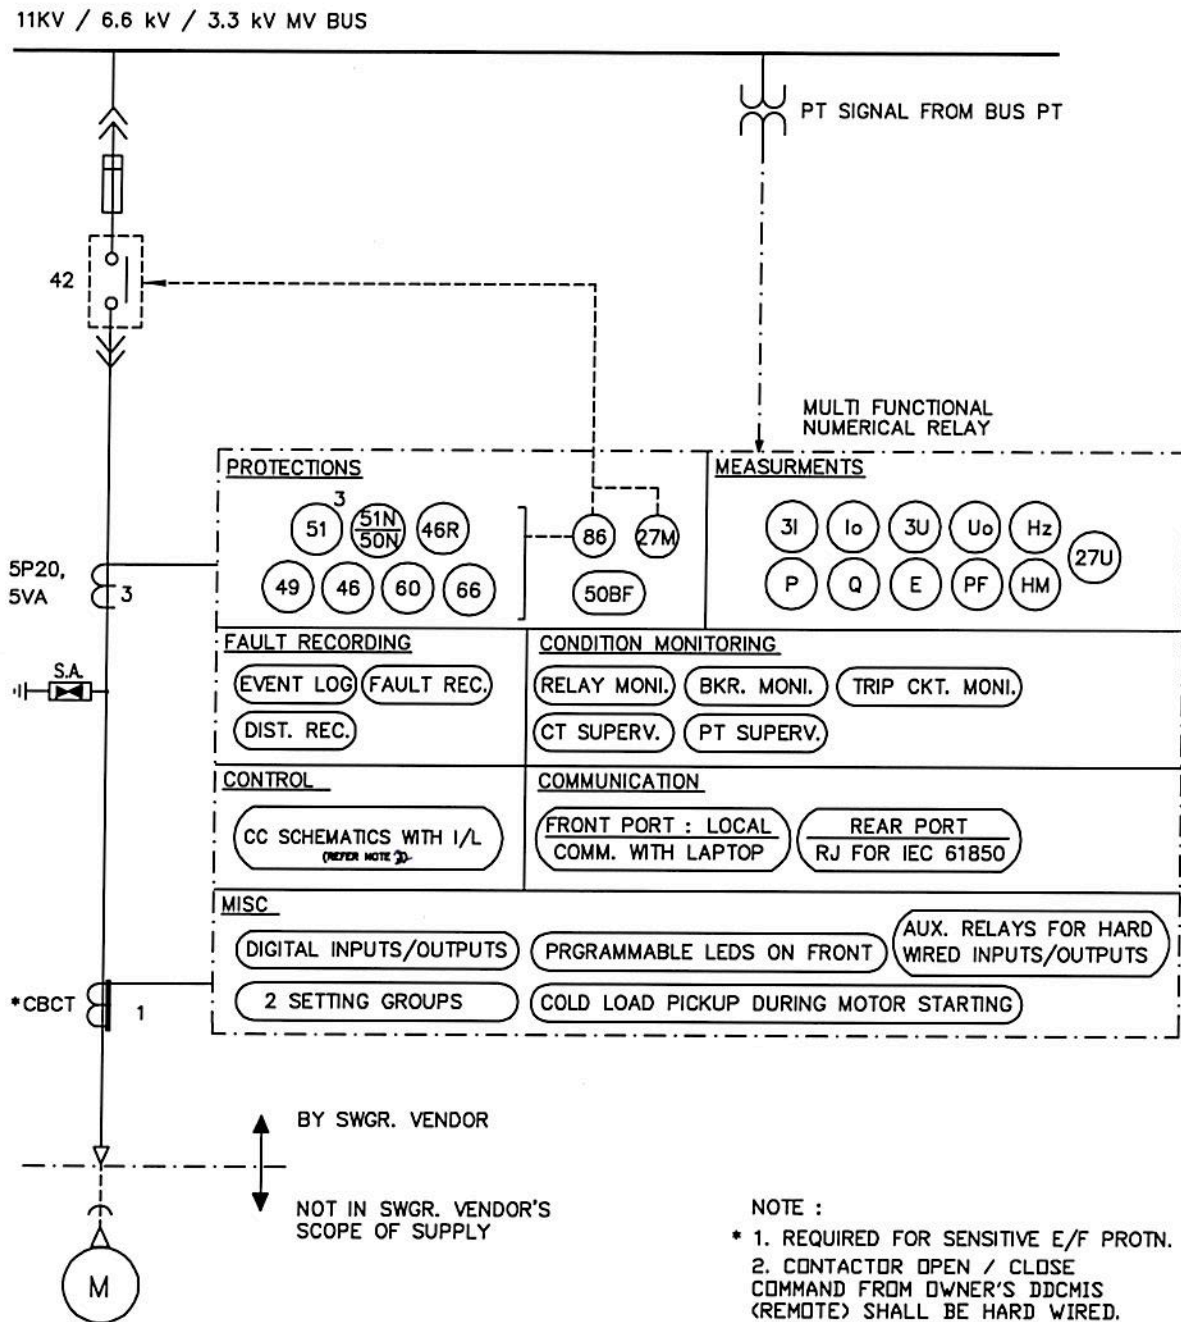 11KV / 6.6 kV / 3.3 kV MV BUS
PT SIGNAL FROM BUS PT
42
MULTI FUNCTIONAL
NUMERICAL RELAY
PROTECTIONS
3
51
51N
50N
46R
86
27M
49
46
60
66
50BF
MEASURMENTS
3I
Io
3U
Uo
Hz
27U
P
Q
E
PF
HM
5P20,
5VA
3
S.A.
FAULT RECORDING
EVENT LOG
FAULT REC.
DIST. REC.
CONDITION MONITORING
RELAY MONI.
BKR. MONI.
TRIP CKT. MONI.
CT SUPERV.
PT SUPERV.
CONTROL
CC SCHEMATICS WITH I/L
(REFER NOTE
COMMUNICATION
FRONT PORT : LOCAL
COMM. WITH LAPTOP
REAR PORT
RJ FOR IEC 61850
MISC
DIGITAL INPUTS/OUTPUTS
PRGRAMMABLE LEDS ON FRONT
AUX. RELAYS FOR HARD
WIRED INPUTS/OUTPUTS
2 SETTING GROUPS
COLD LOAD PICKUP DURING MOTOR STARTING
*CBCT
1
BY SWGR. VENDOR
NOT IN SWGR. VENDOR'S
SCOPE OF SUPPLY
M
NOTE :
* 1. REQUIRED FOR SENSITIVE E/F PROTN.
2. CONTACTOR OPEN / CLOSE
COMMAND FROM OWNER'S DDCMIS
(REMOTE) SHALL BE HARD WIRED.